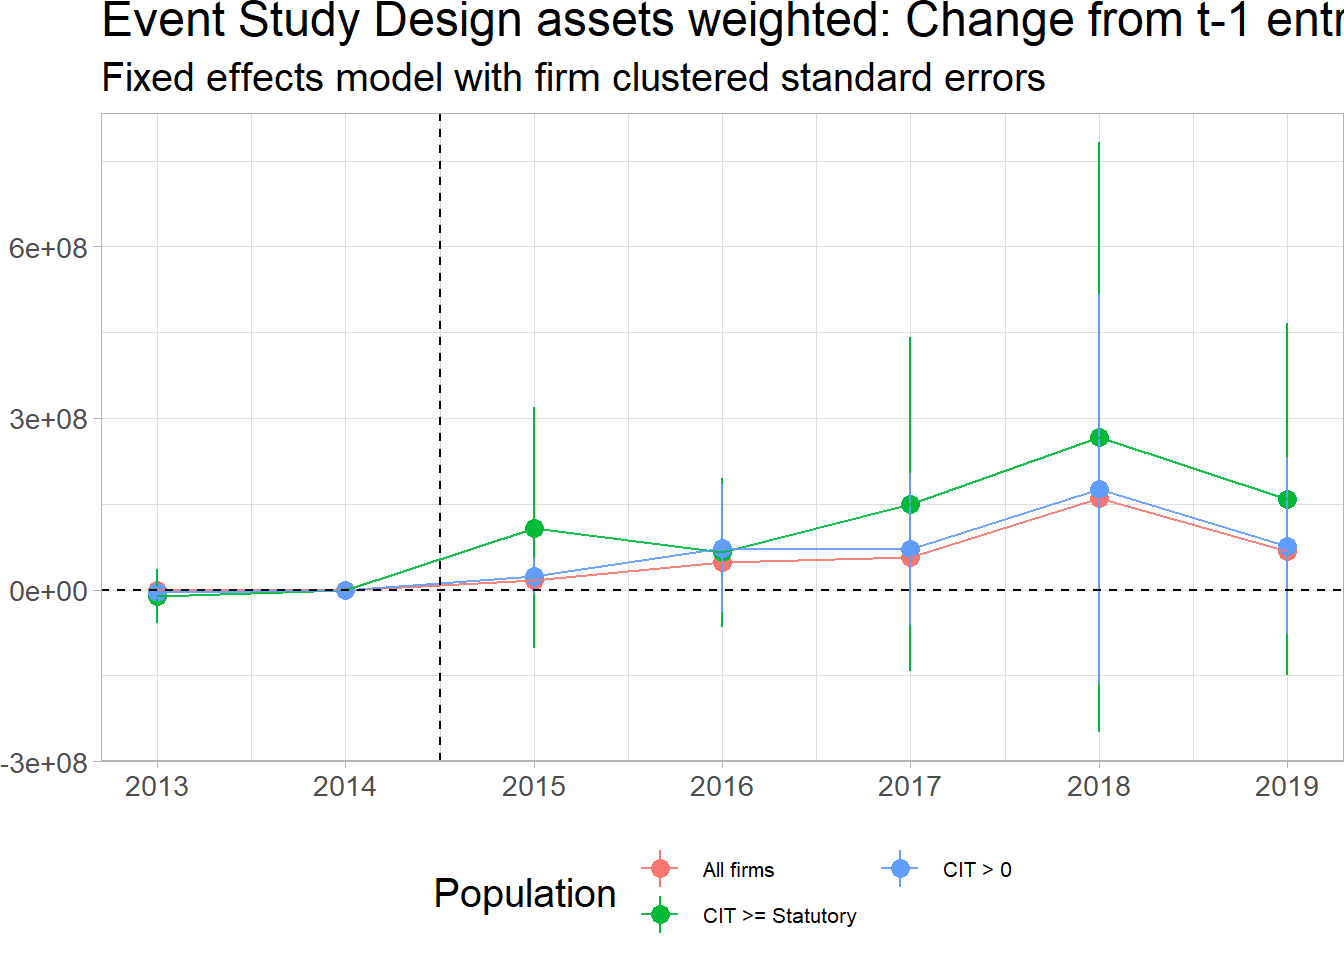 Event Study Design assets weighted: Change from t-1 entr
Fixed effects model with firm clustered standard errors
6e+08
3e+08
0e+00
-3e+08
2013 2014 2015 2016 2017 2018 2019
Population
All firms
CIT > 0
CIT >= Statutory